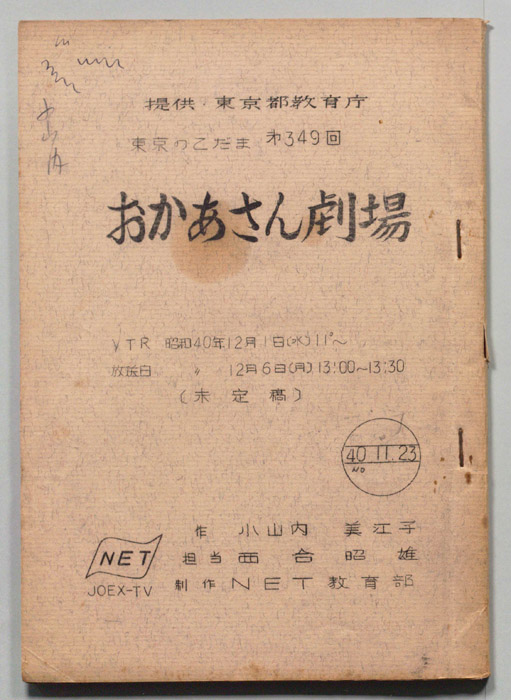 提供・東京都教育庁
東京のこだま 第349回
おかあさん劇場
VTR 昭和40年12月1日(水)11°~
放送日 〃 12月6日(月)13:00~13:30
(未定稿)
40.11.23
NO
作 小山内 美江子
NET 担当 西合昭雄
JOEX-TV 制作 NET教育部